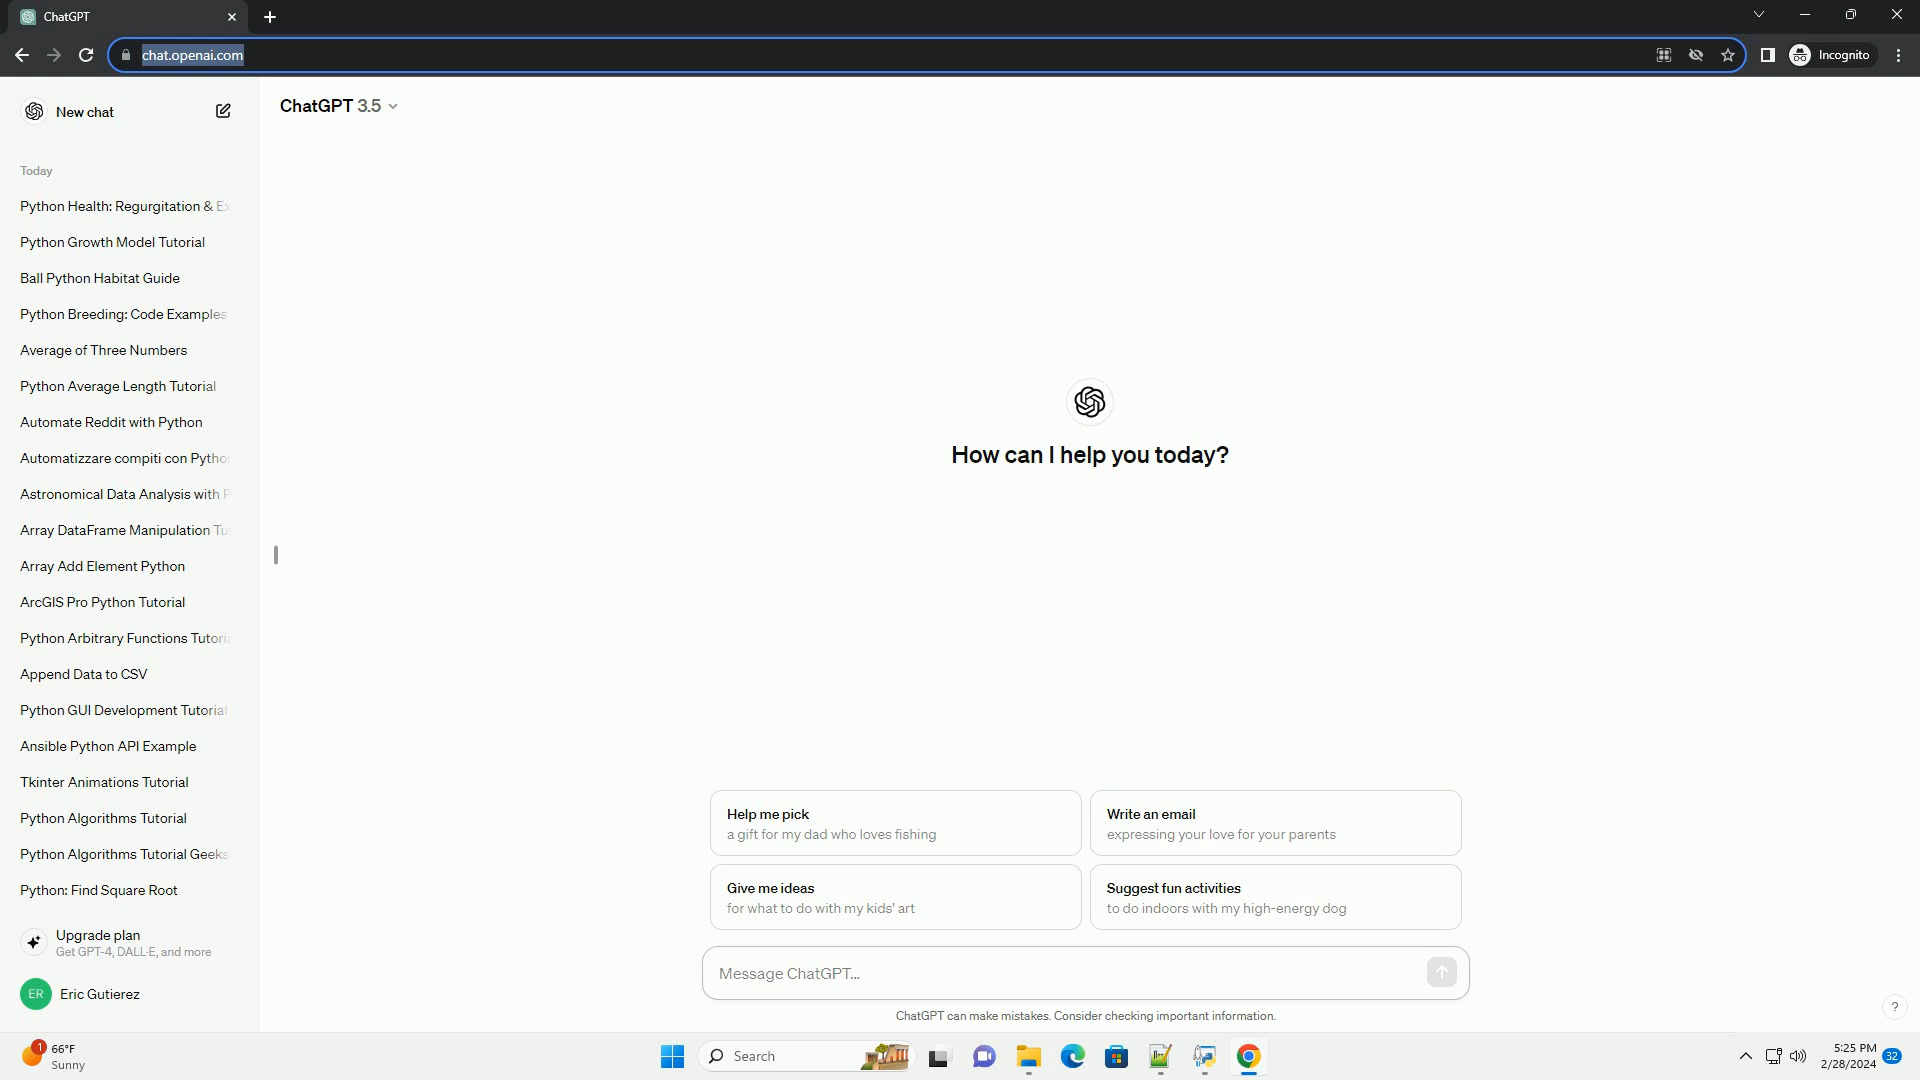 ChatGPT
chat.openai.com
Incognito
New chat
ChatGPT 3.5
Today
Python Health: Regurgitation &
Python Growth Model Tutorial
Ball Python Habitat Guide
Python Breeding: Code Examples
Average of Three Numbers
Python Average Length Tutorial
Automate Reddit with Python
Automatizzare compiti con Python
Astronomical Data Analysis with
Array DataFrame Manipulation
Array Add Element Python
ArcGIS Pro Python Tutorial
Python Arbitrary Functions Tutoria
Append Data to CSV
Python GUI Development Tutorial
Ansible Python API Example
Tkinter Animations Tutorial
Python Algorithms Tutorial
Python Algorithms Tutorial Geeks
Python: Find Square Root
Upgrade plan
Get GPT-4, DALL·E, and more
ER
Eric Gutierez
How can I help you today?
Help me pick
a gift for my dad who loves fishing
Write an email
expressing your love for your parents
Give me ideas
for what to do with my kids' art
Suggest fun activities
to do indoors with my high-energy dog
Message ChatGPT...
ChatGPT can make mistakes. Consider checking important information.
?
1
66°F
Sunny
Search
5:25 PM
2/28/2024
32